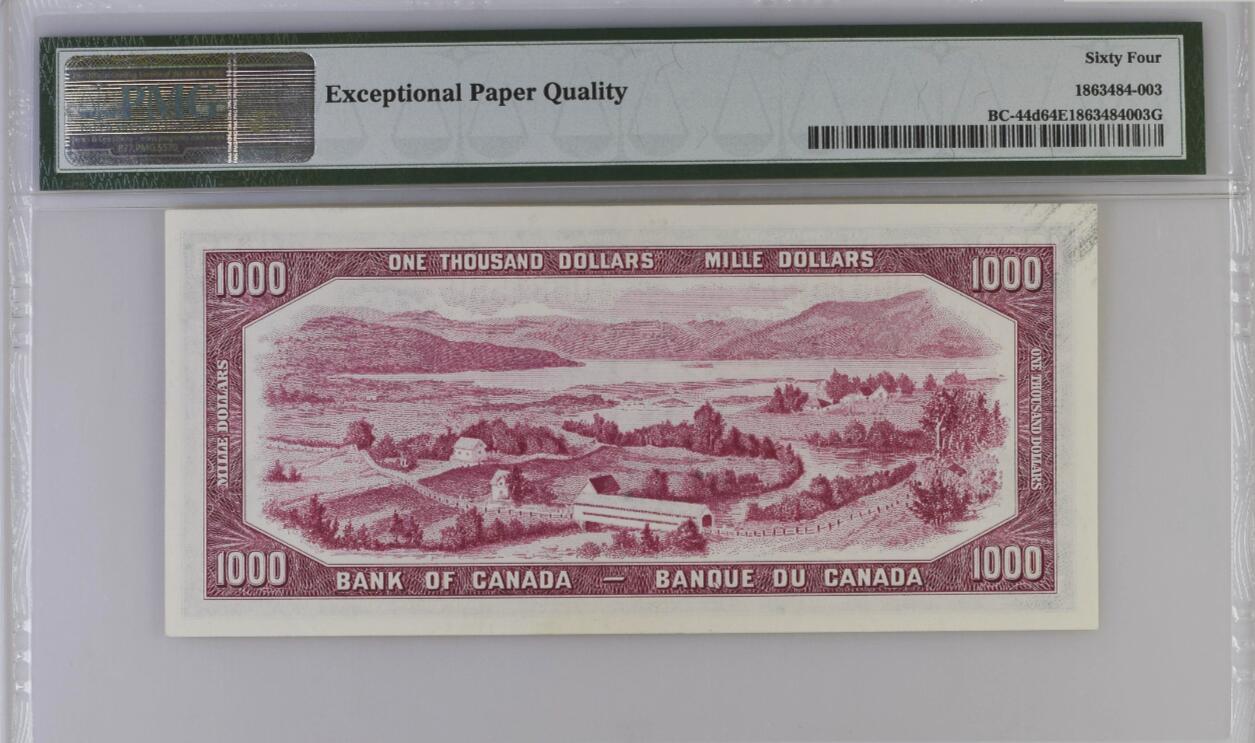 Sixty Four
PMG
Exceptional Paper Quality
1863484-003
BC-44d64E1863484003G
1000
ONE THOUSAND DOLLARS
MILLE DOLLARS
1000
MILLE DOLLARS
ONE THOUSAND DOLLARS
1000
BANK OF CANADA — BANQUE DU CANADA
1000